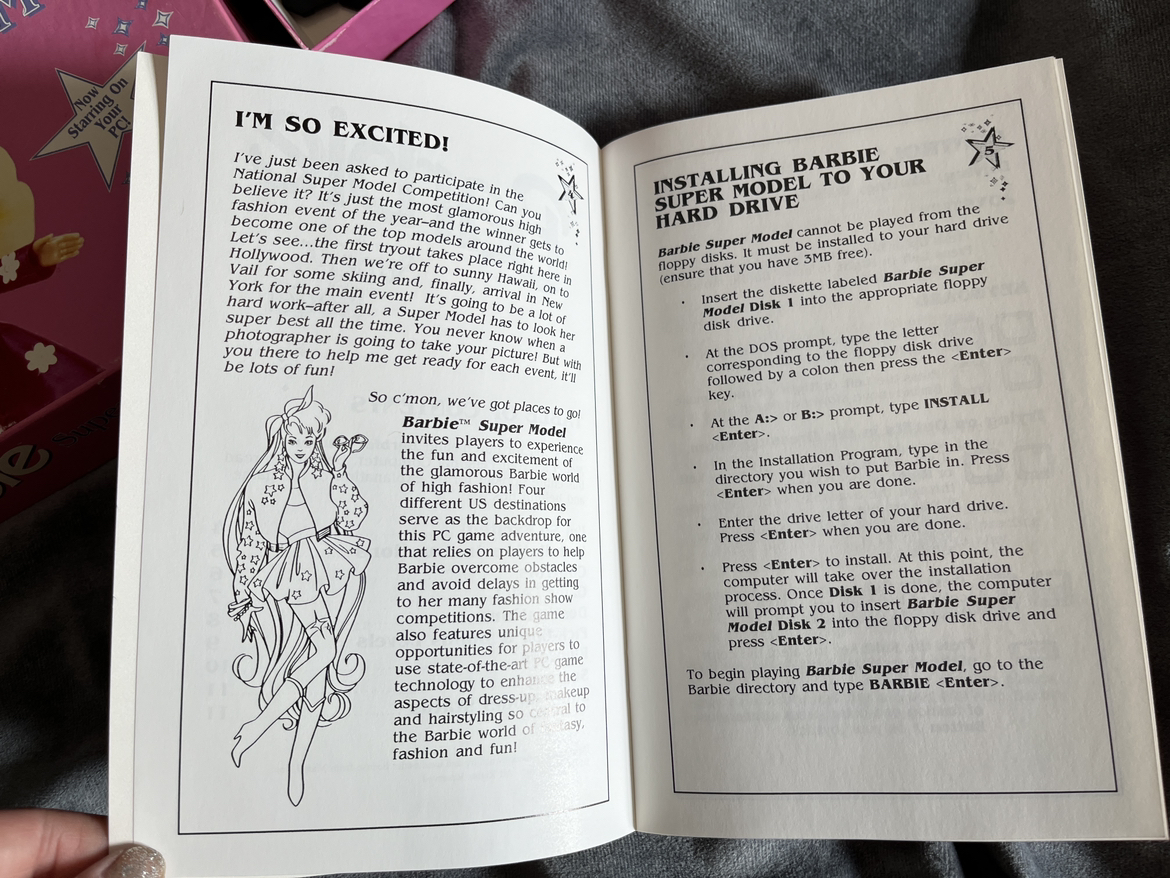 Now
Starring On
Your
PC!
I'M SO EXCITED!
4
I've just been asked to participate in the
National Super Model Competition! Can you
believe it? It's just the most glamorous high
fashion event of the year–and the winner gets to
become one of the top models around the world!
Let's see...the first tryout takes place right here in
Hollywood. Then we're off to sunny Hawaii, on to
Vail for some skiing and, finally, arrival in New
York for the main event! It's going to be a lot of
hard work–after all, a Super Model has to look her
super best all the time. You never know when a
photographer is going to take your picture! But with
you there to help me get ready for each event, it'll
be lots of fun!
So c'mon, we've got places to go!
Barbie™ Super Model
invites players to experience
the fun and excitement of
the glamorous Barbie world
of high fashion! Four
different US destinations
serve as the backdrop for
this PC game adventure, one
that relies on players to help
Barbie overcome obstacles
and avoid delays in getting
to her many fashion show
competitions. The game
also features unique
opportunities for players to
use state-of-the-art PC game
technology to enhance the
aspects of dress-up, makeup
and hairstyling so central to
the Barbie world of fantasy,
fashion and fun!
5
INSTALLING BARBIE
SUPER MODEL TO YOUR
HARD DRIVE
Barbie Super Model cannot be played from the
floppy disks. It must be installed to your hard drive
(ensure that you have 3MB free).
· Insert the diskette labeled Barbie Super
Model Disk 1 into the appropriate floppy
disk drive.
· At the DOS prompt, type the letter
corresponding to the floppy disk drive
followed by a colon then press the <Enter>
key.
· At the A:> or B:> prompt, type INSTALL
<Enter>.
· In the Installation Program, type in the
directory you wish to put Barbie in. Press
<Enter> when you are done.
· Enter the drive letter of your hard drive.
Press <Enter> when you are done.
· Press <Enter> to install. At this point, the
computer will take over the installation
process. Once Disk 1 is done, the computer
will prompt you to insert Barbie Super
Model Disk 2 into the floppy disk drive and
press <Enter>.
To begin playing Barbie Super Model, go to the
Barbie directory and type BARBIE <Enter>.